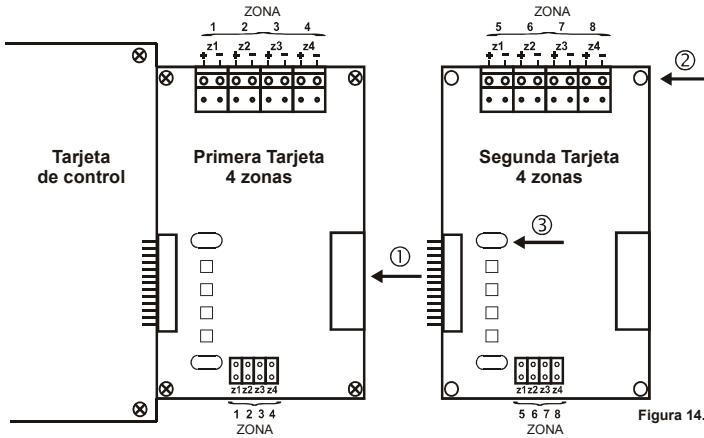 ZONA
1 2 3 4
z1 z2 z3 z4
+ - + - + - + -
ZONA
5 6 7 8
z1 z2 z3 z4
+ - + - + - + -
②
Tarjeta
de control
Primera Tarjeta
4 zonas
Segunda Tarjeta
4 zonas
①
③
z1 z2 z3 z4
1 2 3 4
ZONA
z1 z2 z3 z4
5 6 7 8
ZONA
Figura 14.